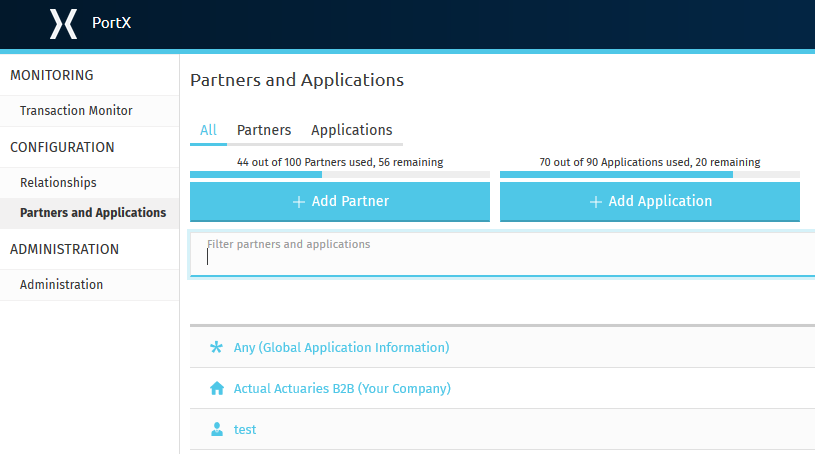 PortX
MONITORING
Transaction Monitor
CONFIGURATION
Relationships
Partners and Applications
ADMINISTRATION
Administration
Partners and Applications
All Partners Applications
44 out of 100 Partners used, 56 remaining
70 out of 90 Applications used, 20 remaining
+ Add Partner
+ Add Application
Filter partners and applications
Any (Global Application Information)
Actual Actuaries B2B (Your Company)
test